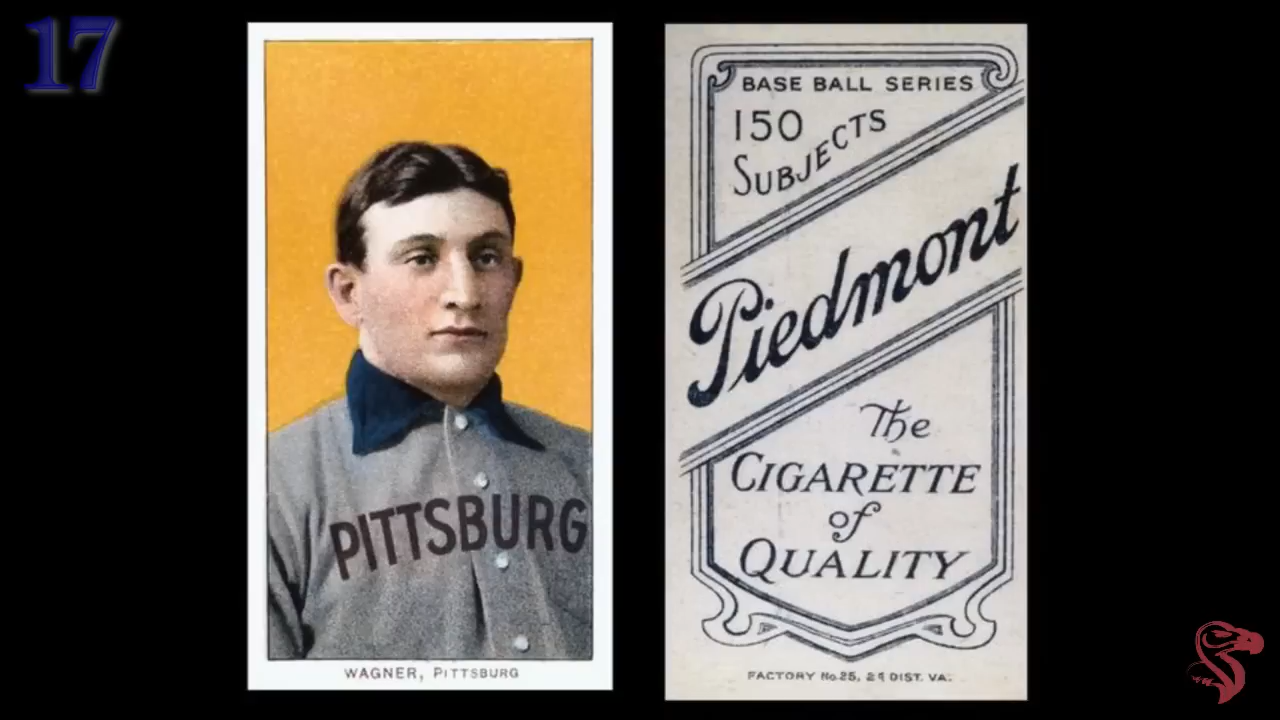 17
PITTSBURG
WAGNER, PITTSBURG
BASE BALL SERIES
150
SUBJECTS
Piedmont
The
CIGARETTE
of
QUALITY
FACTORY No.25, 2d DIST. VA.